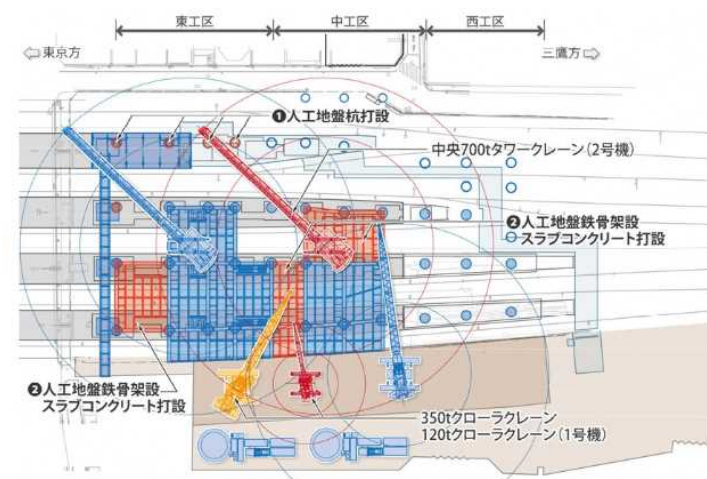 東工区
中工区
西工区
東京方
三鷹方
❶人工地盤杭打設
中央700tタワークレーン(2号機)
❷人工地盤鉄骨架設
スラブコンクリート打設
❷人工地盤鉄骨架設
スラブコンクリート打設
350tクローラクレーン
120tクローラクレーン(1号機)